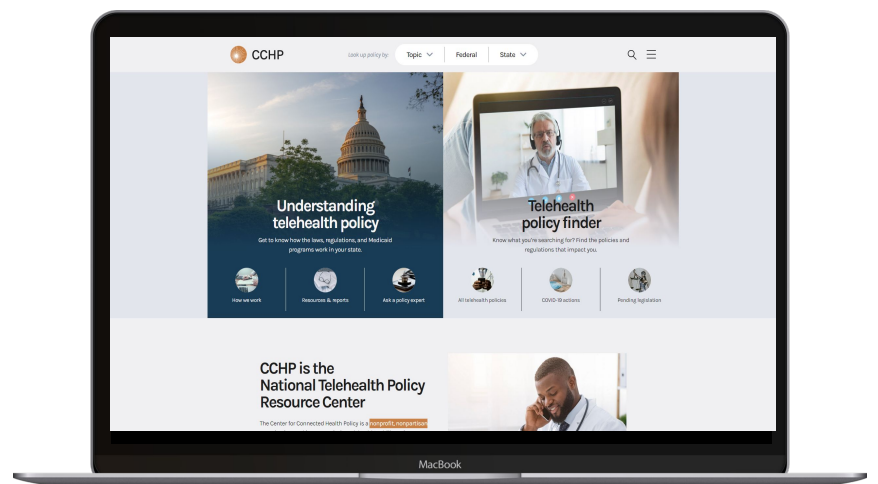 CCHP
Look up policy by:
Topic
Federal
State
Understanding
telehealth policy
Get to know how the laws, regulations, and Medicaid
programs work in your state.
How we work
Resources & reports
Ask a policy expert
Telehealth
policy finder
Know what you're searching for? Find the policies and
regulations that impact you.
All telehealth policies
COVID-19 actions
Pending legislation
CCHP is the
National Telehealth Policy
Resource Center
The Center for Connected Health Policy is a nonprofit, nonpartisan
MacBook